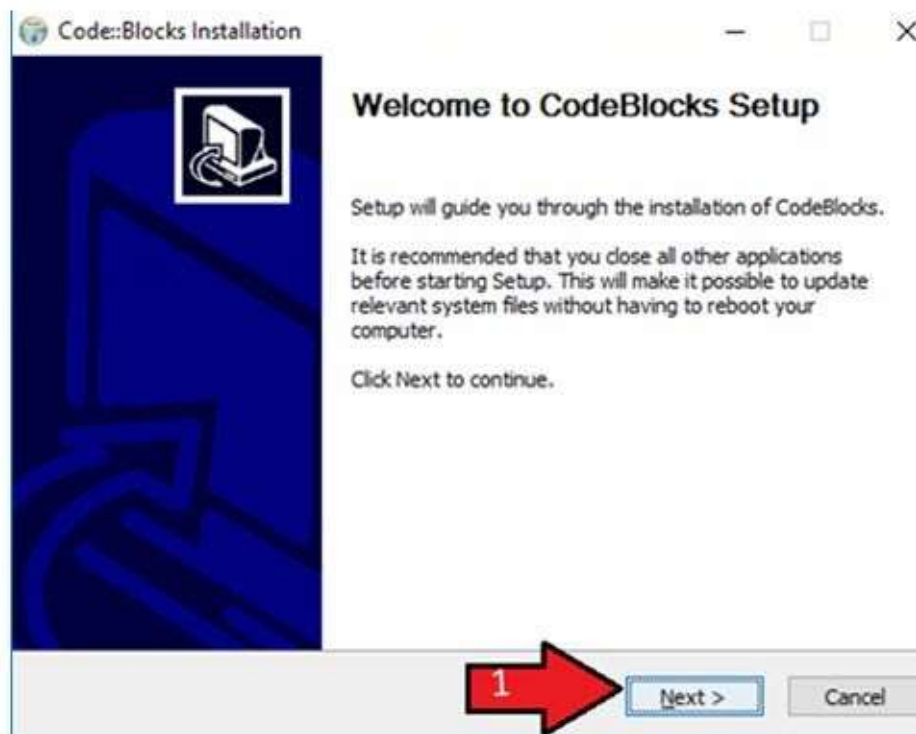 Code::Blocks Installation
Welcome to CodeBlocks Setup
Setup will guide you through the installation of CodeBlocks.
It is recommended that you close all other applications
before starting Setup. This will make it possible to update
relevant system files without having to reboot your
computer.
Click Next to continue.
1
Next >
Cancel